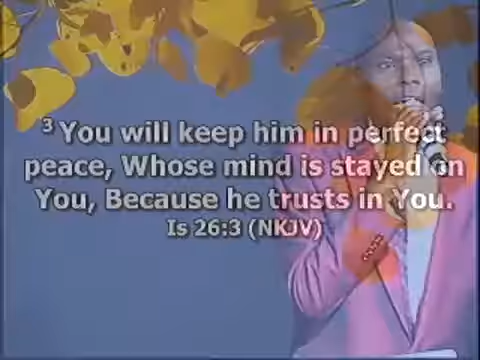 3 You will keep him in perfect
peace, Whose mind is stayed on
You, Because he trusts in You.
Is 26:3 (NKJV)